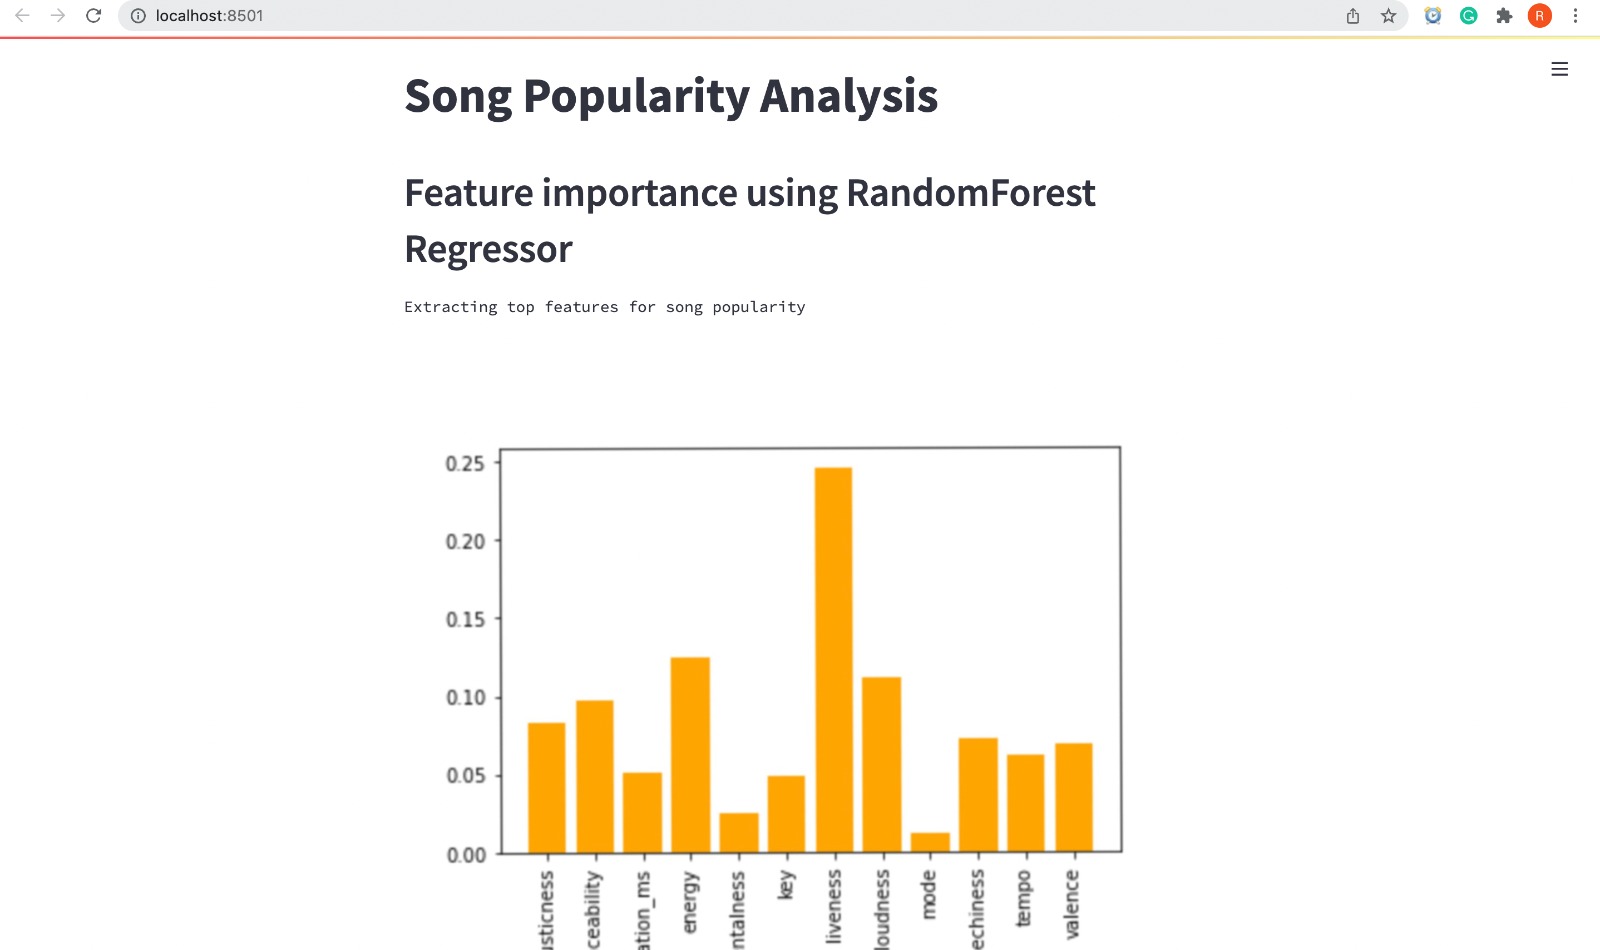 localhost:8501
R
Song Popularity Analysis
Feature importance using RandomForest
Regressor
Extracting top features for song popularity
0.25
0.20
0.15
0.10
0.05
0.00
usticness
ceability
ation_ms
energy
ntalness
key
liveness
loudness
mode
echiness
tempo
valence